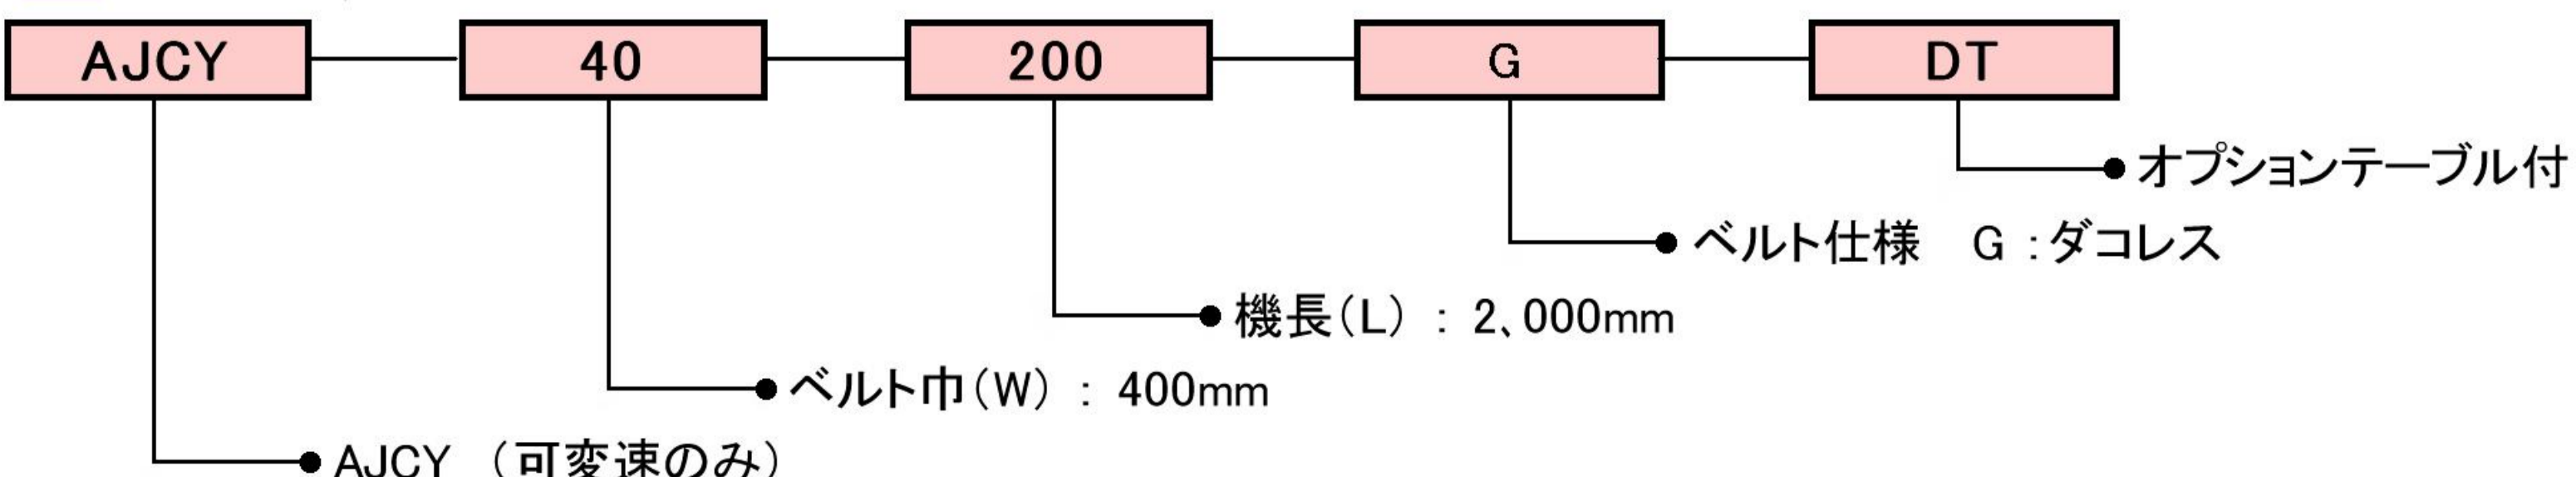 AJCY 40 200 G DT
オプションテーブル付
ベルト仕様　G：ダコレス
機長（L）：2、000mm
ベルト巾（W）：400mm
AJCY （可変速のみ）